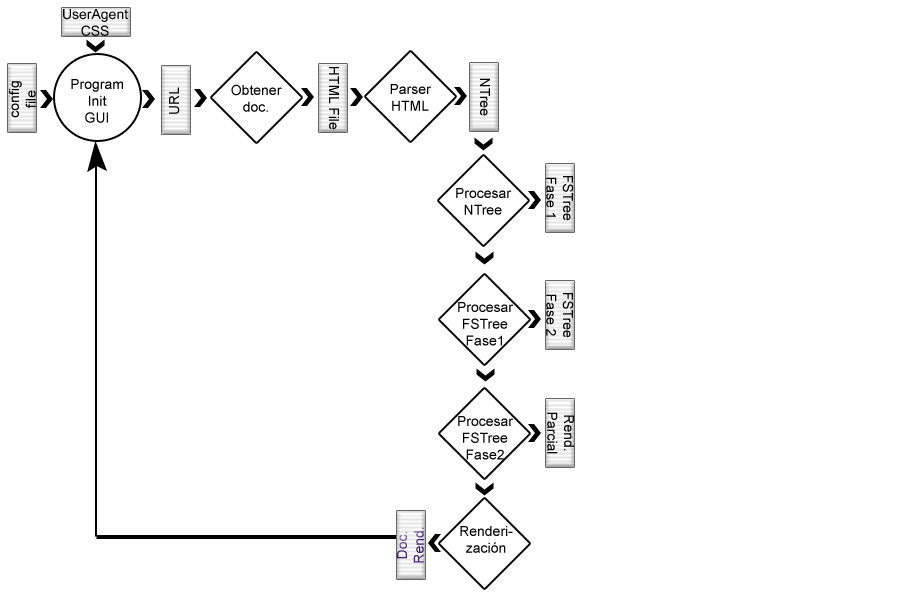 UserAgent
CSS
config
file
Program
Init
GUI
URL
Obtener
doc.
HTML File
Parser
HTML
NTree
Procesar
NTree
FSTree
Fase 1
Procesar
FSTree
Fase1
FSTree
Fase 2
Procesar
FSTree
Fase2
Rend.
Parcial
Renderi-
zación
Doc.
Rend.